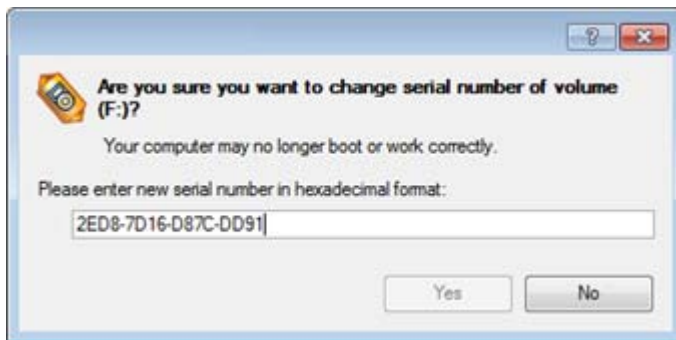 ?
Are you sure you want to change serial number of volume
(F:)?
Your computer may no longer boot or work correctly.
Please enter new serial number in hexadecimal format:
2ED8-7D16-D87C-DD91
Yes
No